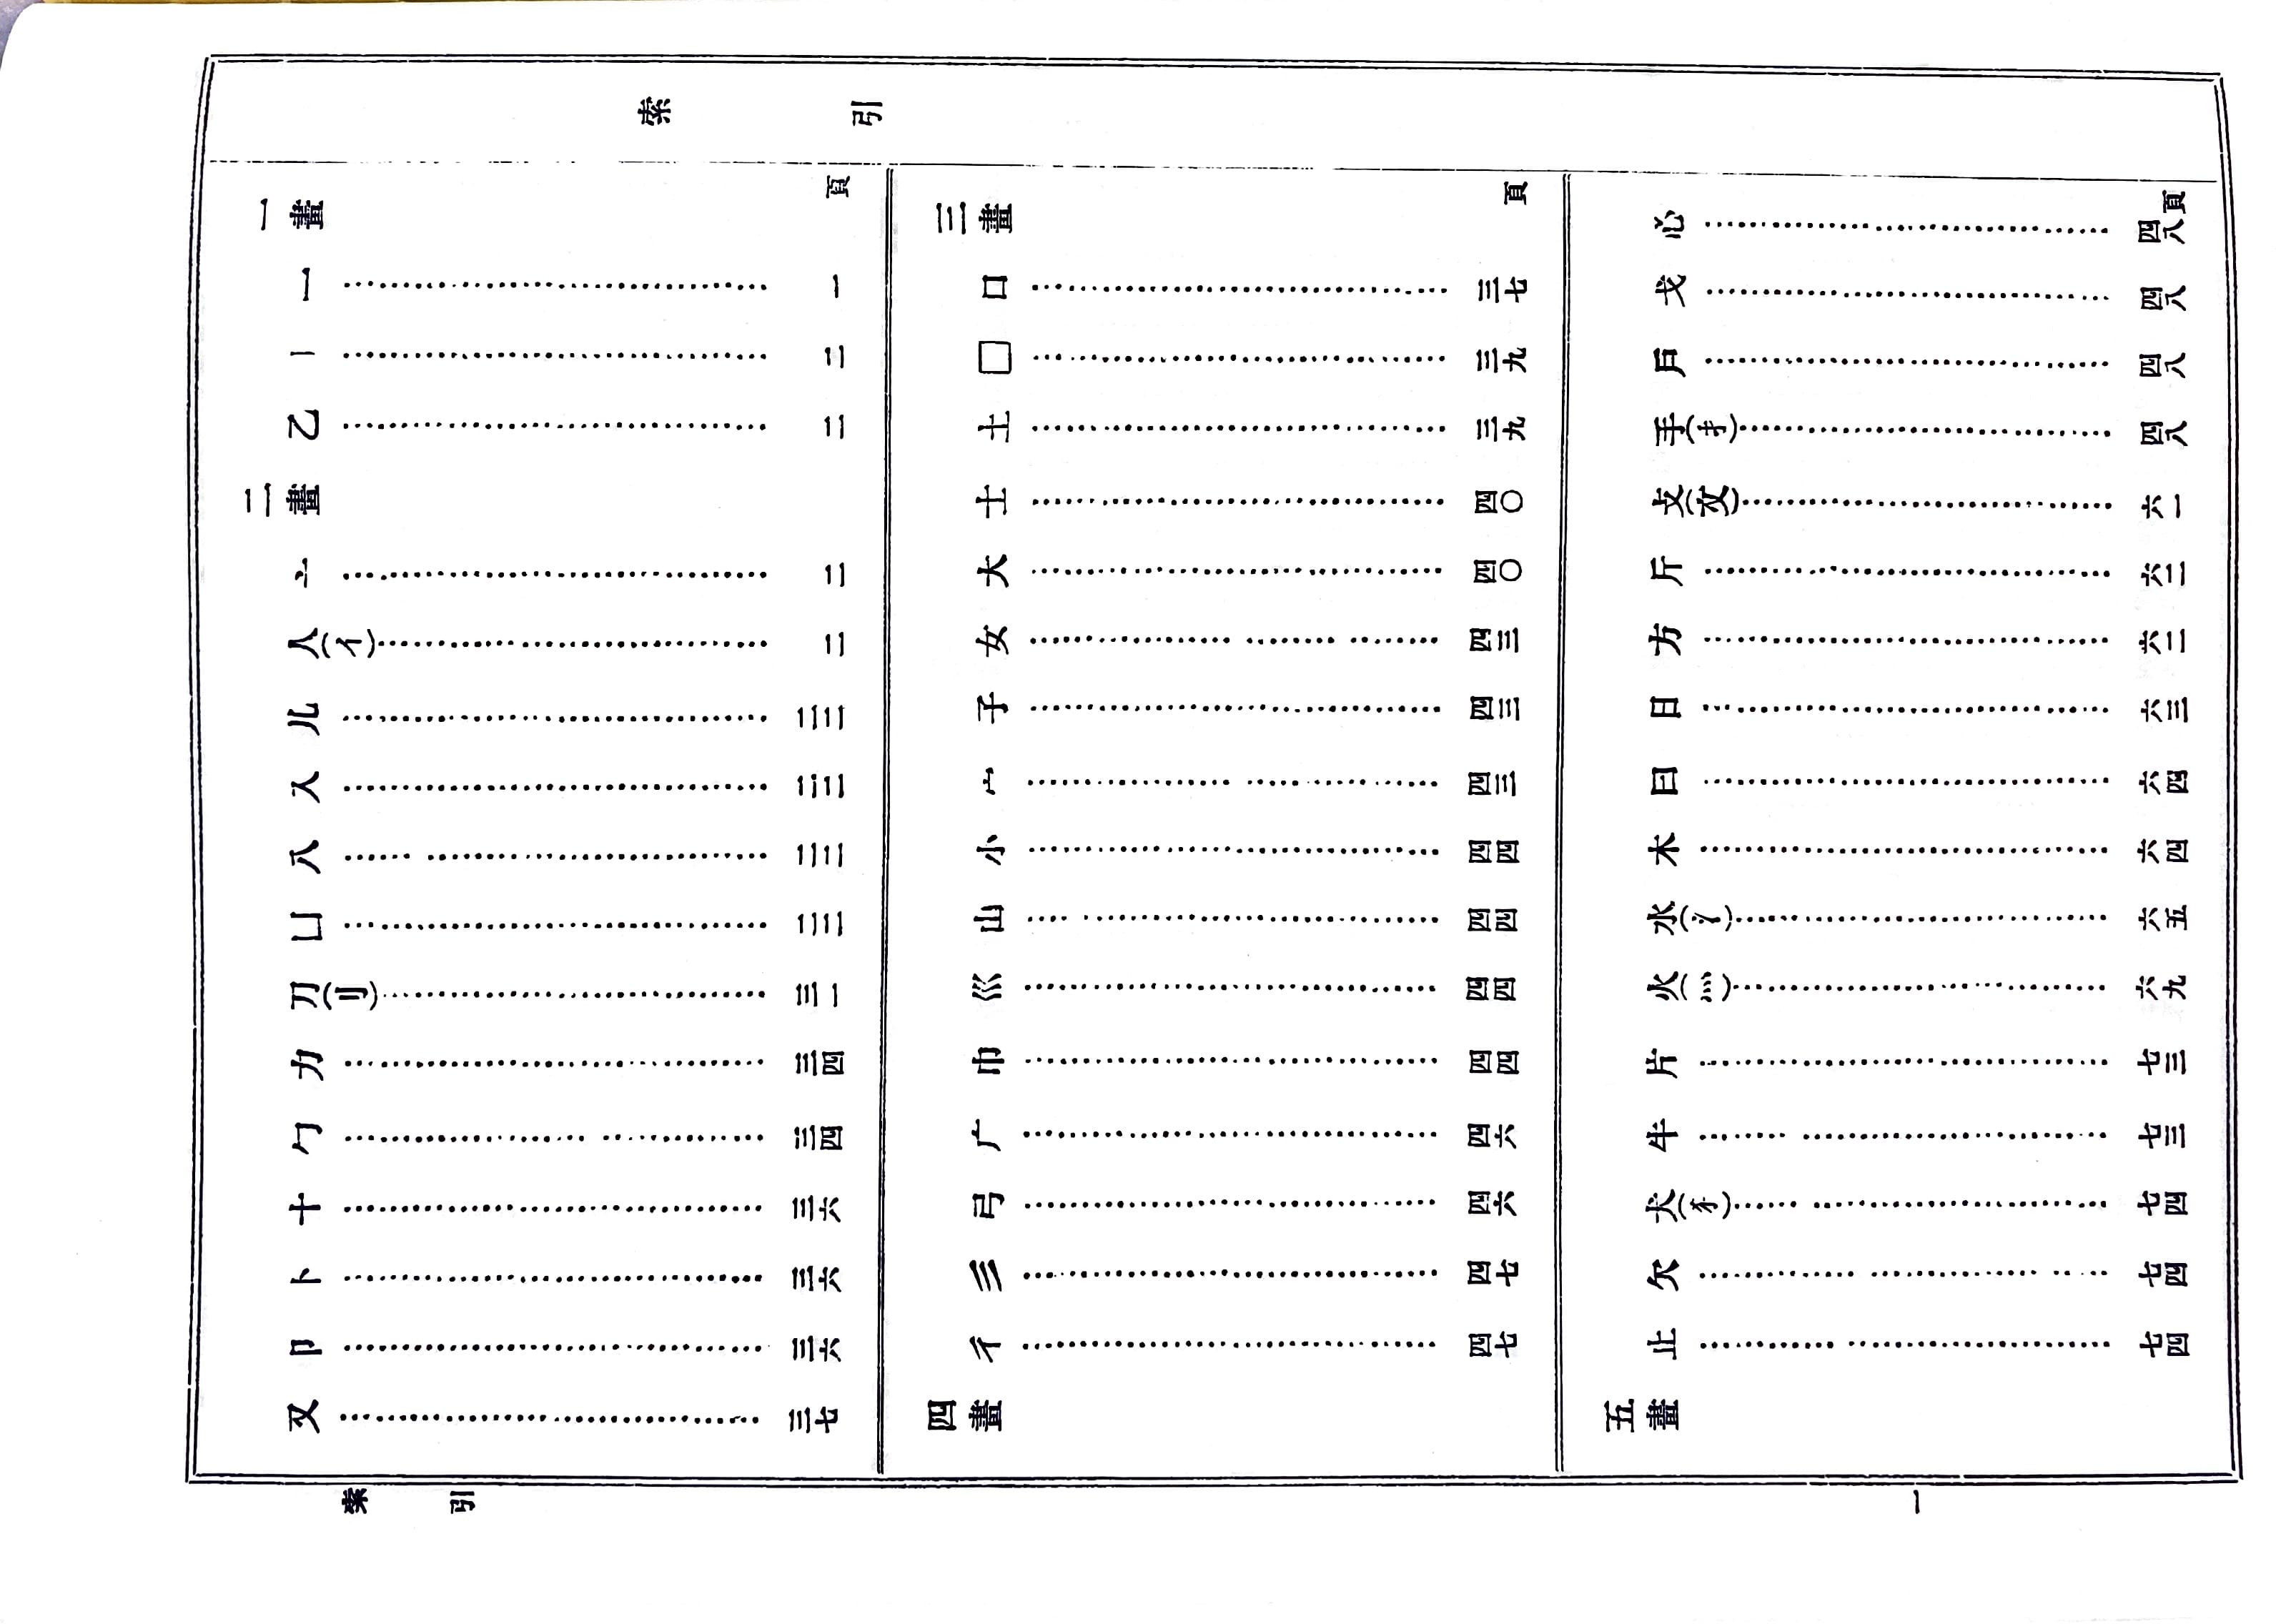 索引
頁
一畫
一……一
丨……二
乙……二
二畫
亠……二
人(亻)……二
儿……二二
入……二二
八……二二
凵……二二
刀(刂)……三一
力……三四
勹……三四
十……三六
卜……三六
卩……三六
又……三七
頁
三畫
口……三七
囗……三九
土……三九
士……四〇
大……四〇
女……四三
子……四三
宀……四三
小……四四
山……四四
巛……四四
巾……四四
广……四六
弓……四六
彡……四七
彳……四七
四畫
頁
心……四八
戈……四八
戶……四八
手(扌)……四八
攴(攵)……六一
斤……六二
方……六二
日……六三
曰……六四
木……六四
水(氵)……六五
火(灬)……六九
片……七三
牛……七三
犬(犭)……七四
欠……七四
止……七四
五畫
索引
一